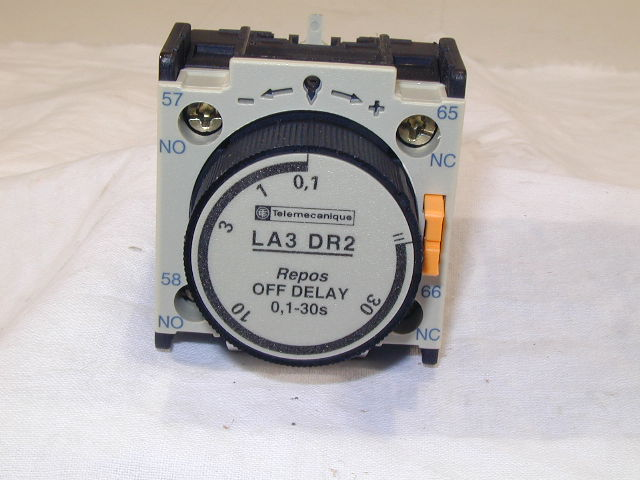 57 - + 65
NO NC
0,1
1
3
Telemecanique
LA3 DR2
Repos
OFF DELAY
0,1-30s
10 30
58 66
NO NC